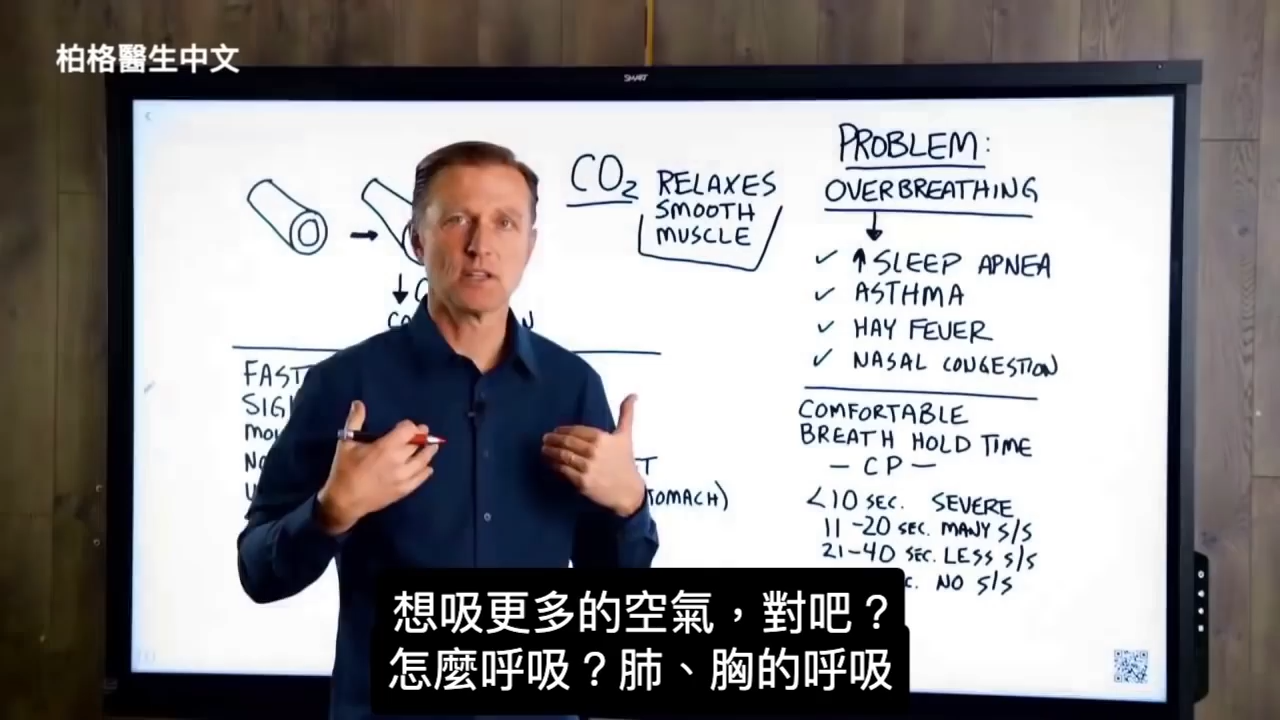 柏格醫生中文
SMART
CO₂ RELAXES
SMOOTH
MUSCLE
PROBLEM:
OVERBREATHING
↑ SLEEP APNEA
ASTHMA
HAY FEVER
NASAL CONGESTION
COMFORTABLE
BREATH HOLD TIME
— CP —
<10 SEC. SEVERE
11-20 SEC. MANY S/S
21-40 SEC. LESS S/S
NO S/S
想吸更多的空氣，對吧？
怎麼呼吸？肺、胸的呼吸